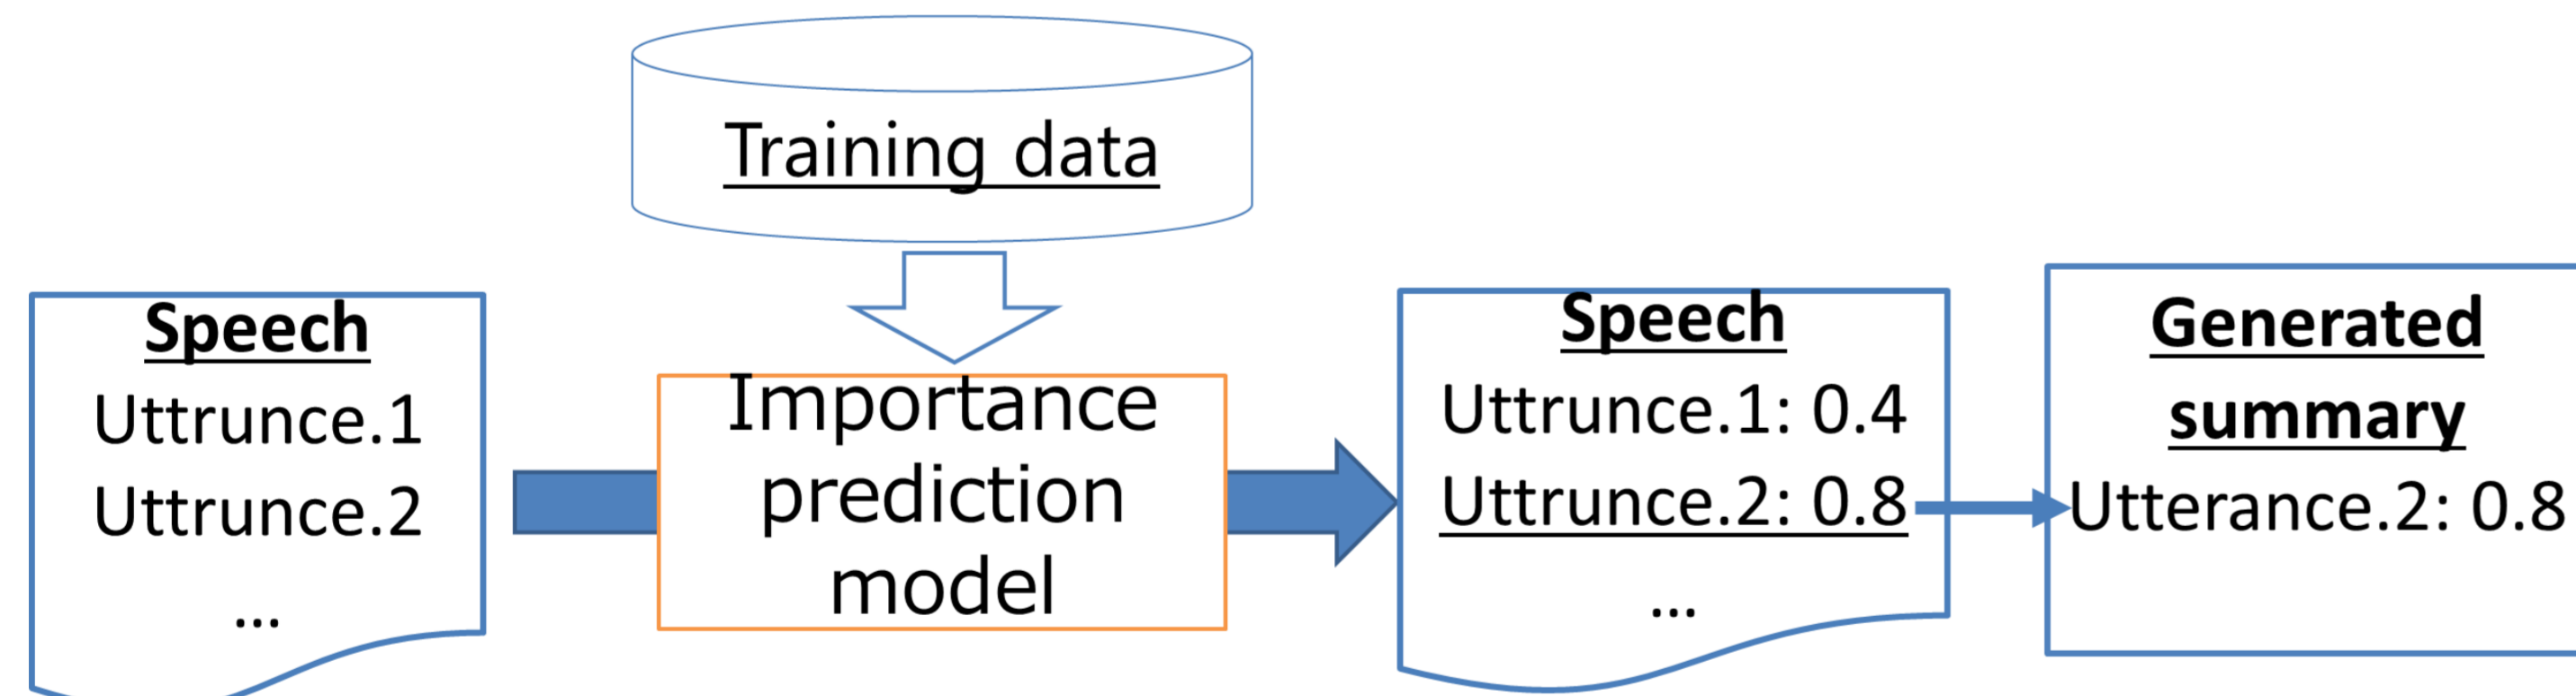 Training data
Speech
Uttrunce.1
Uttrunce.2
...
Importance
prediction
model
Speech
Uttrunce.1: 0.4
Uttrunce.2: 0.8
...
Generated
summary
Utterance.2: 0.8